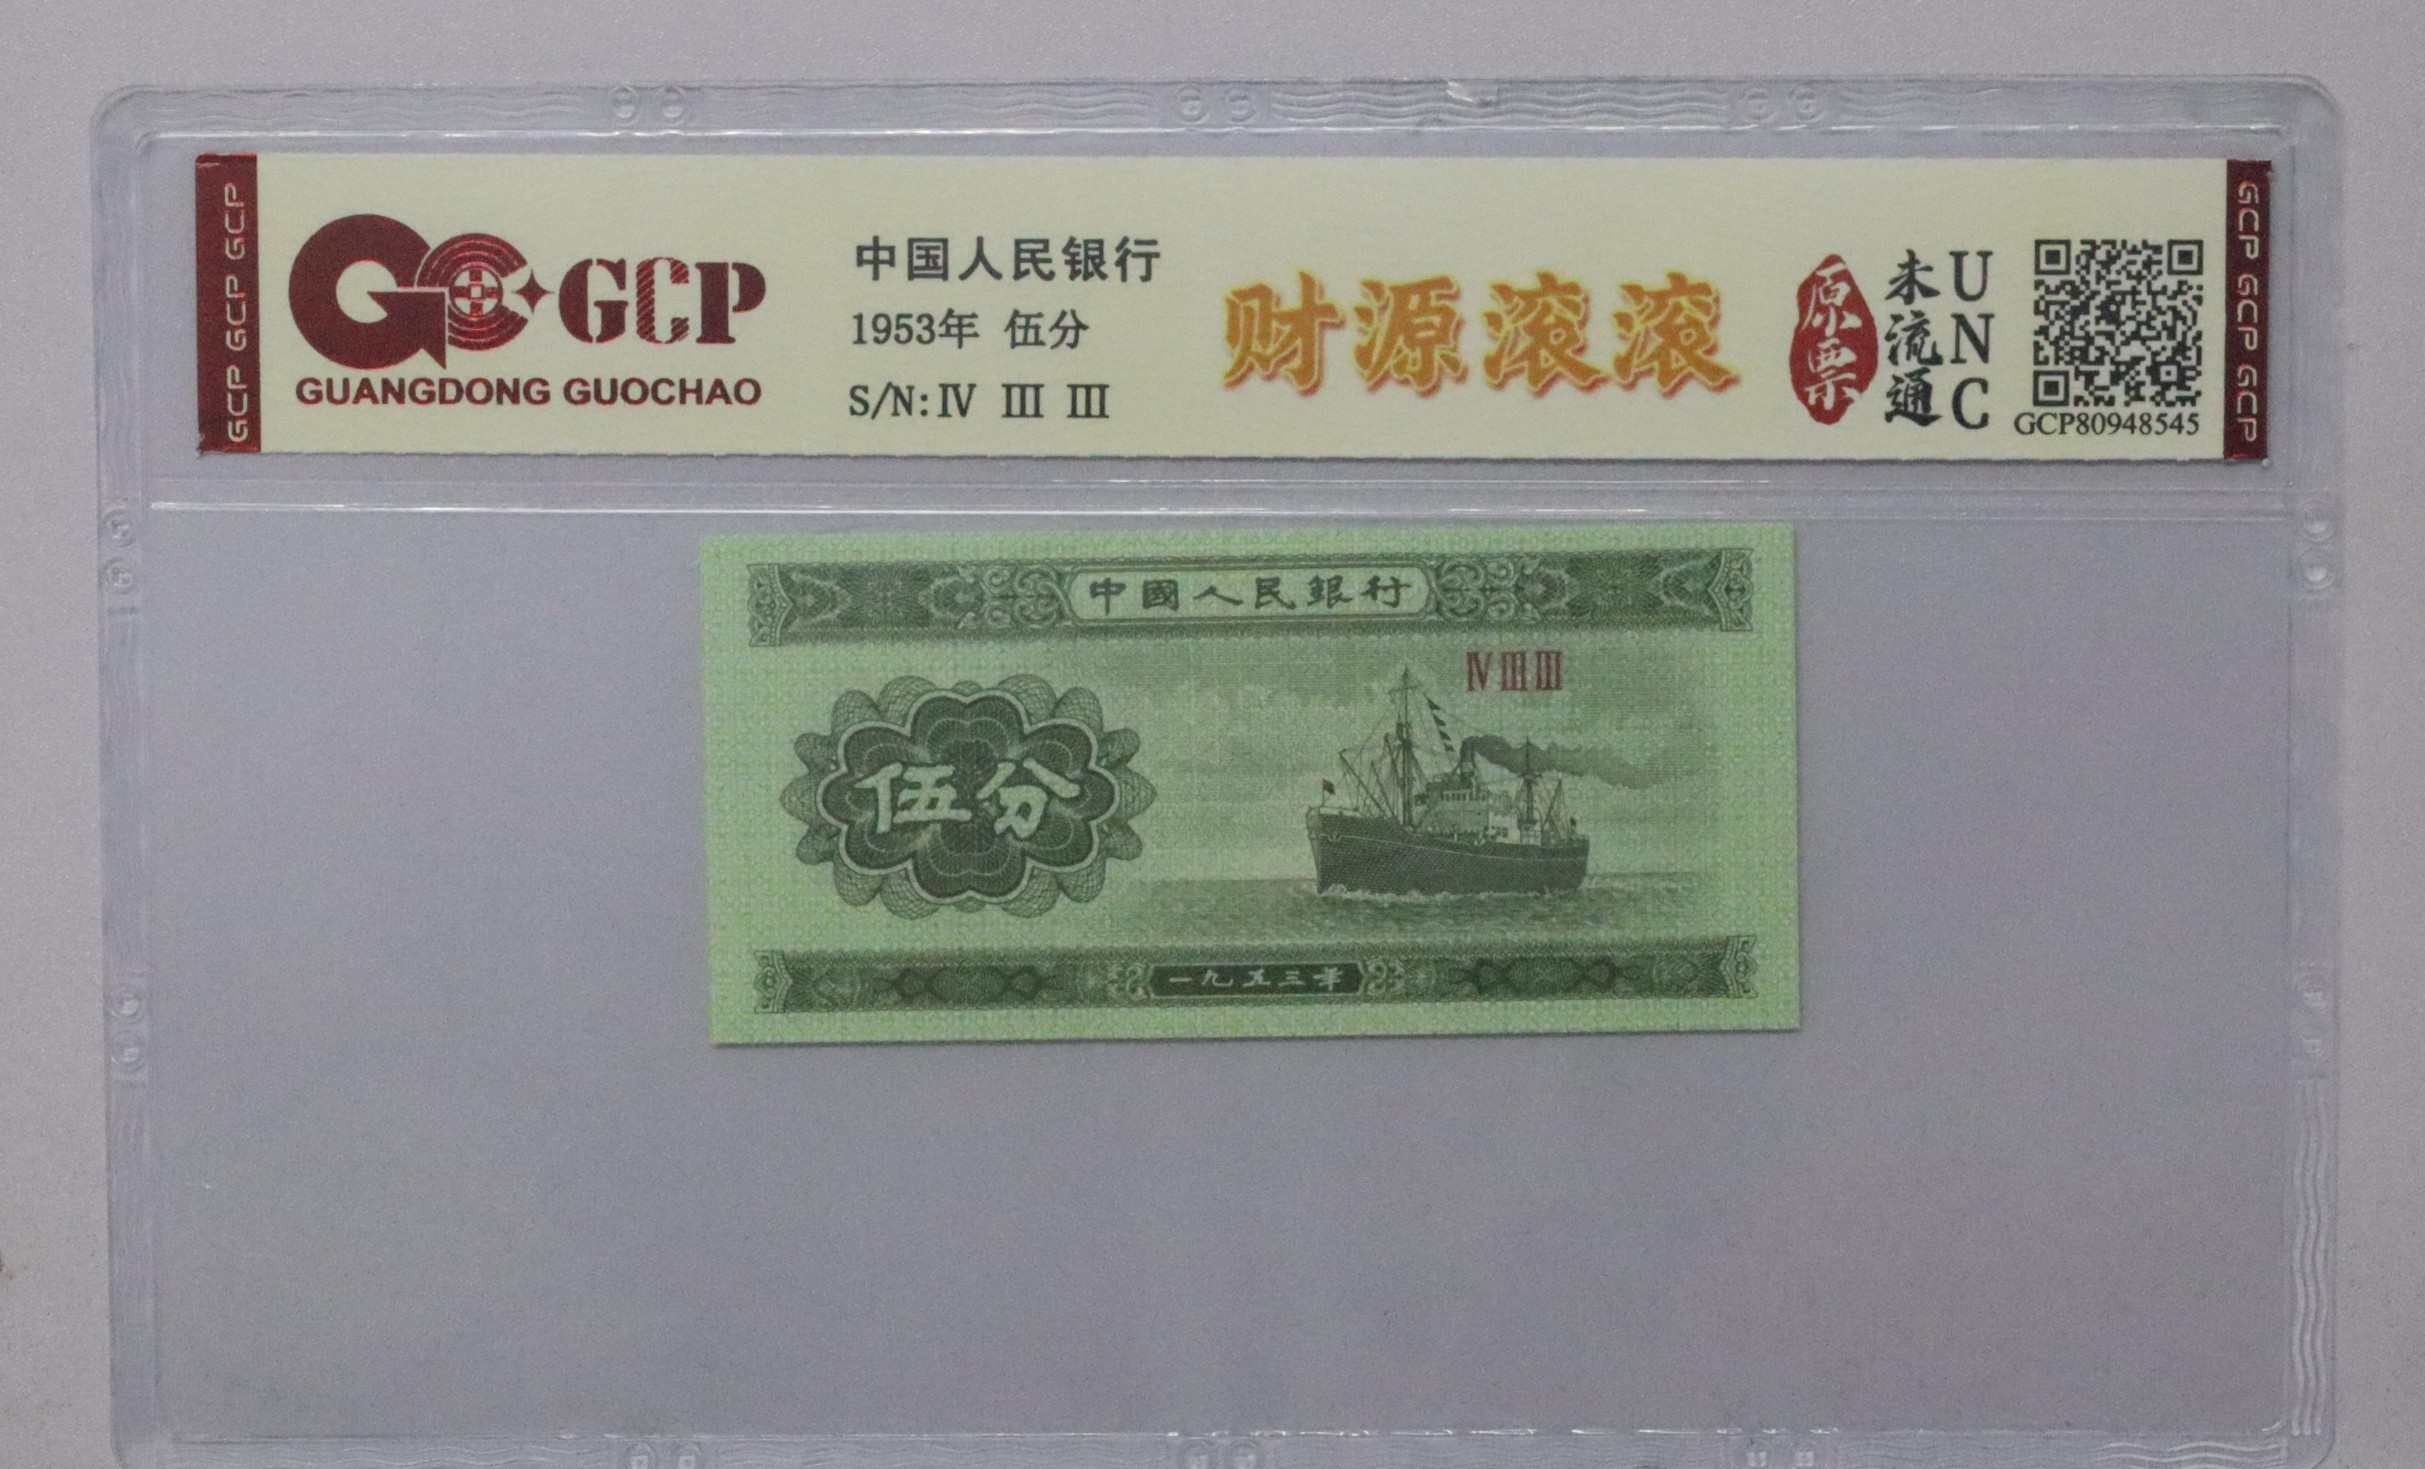 GCP GCP GCP
GCP
GUANGDONG GUOCHAO
中国人民银行
1953年 伍分
S/N:Ⅳ Ⅲ Ⅲ
财源滚滚
原票
未流通
UNC
GCP80948545
GCP GCP GCP
中國人民銀行
Ⅳ Ⅲ Ⅲ
伍分
一九五三年